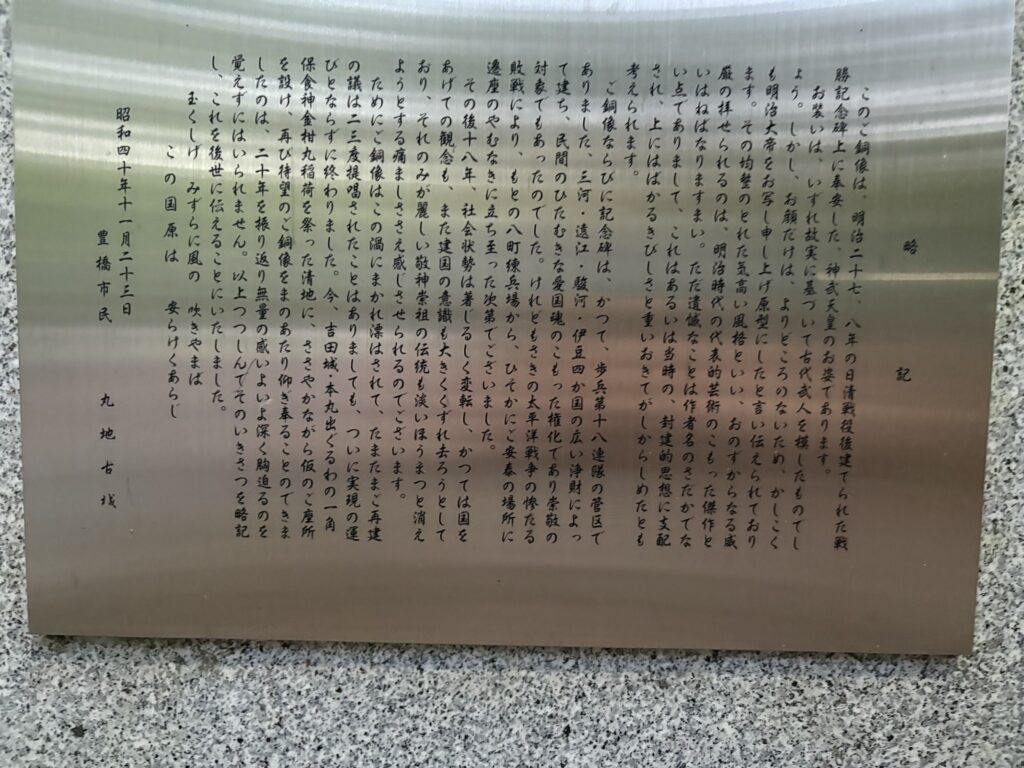 略記
このご銅像は、明治二十七、八年の日清戦役後建てられた戦
勝記念碑上に奉安した、神武天皇のお姿であります。
お装いは、いずれ故実に基づいて古代武人を模したものでし
ょう。しかし、お顔だけは、よりどころのないため、かしこく
も明治大帝をお写し申し上げ原型にしたと言い伝えられており
ます。その均整のとれた気高い風格といい、おのずからなる威
厳の拝せられるのは、明治時代の代表的芸術のこもった傑作と
いはねばなりますまい。ただ遺憾なことは作者名のさだかでな
い点でありまして、これはあるいは当時の、封建的思想に支配
され、上にはばかるきびしさと重いおきてがしからしめたとも
考えられます。
ご銅像ならびに記念碑は、かつて、歩兵第十八連隊の管区で
ありました、三河・遠江・駿河・伊豆四か国の広い浄財によっ
て建ち、民間のひたむきな愛国魂のこもった権化であり崇敬の
対象でもあったのでした。けれどもさきの太平洋戦争の惨たる
敗戦により、もとの八町練兵場から、ひそかにご安泰の場所に
遷座のやむなきに立ち至った次第でございました。
その後十八年、社会状勢は著じるしく変転し、かつては国を
あげての観念も、また建国の意識も大きくくずれ去ろうとして
おり、それのみが麗しい敬神崇祖の伝統も淡いほうまつと消え
ようとする痛ましささえ感じさせられるのでございます。
ためにご銅像はこの渦にまかれ漂はされて、たまたまご再建
の議は二三度提唱されたことはありましても、ついに実現の運
びとならずに終わりました。今、吉田城・本丸出ぐるわの一角
保食神金柑丸稲荷を祭った清地に、ささやかながら仮のご座所
を設け、再び待望のご銅像をまのあたり仰ぎ奉ることのできま
したのは、二十年を振り返り無量の感いよいよ深く胸迫るのを
覚えずにはいられません。以上つつしんでそのいきさつを略記
し、これを後世に伝えることにいたしました。
玉くしげ みずらに風の 吹きやまは
この国原は 安らけくあらじ
昭和四十年十一月二十三日
豊橋市民 丸地古城